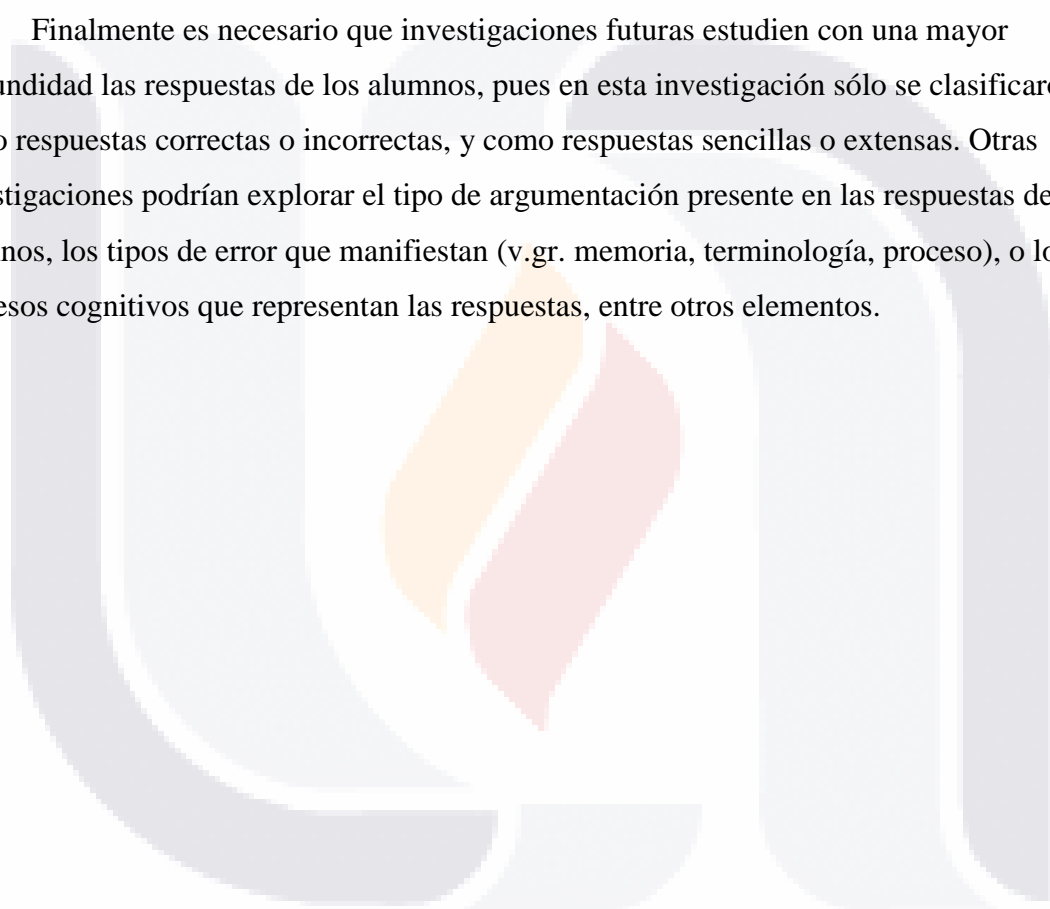 Finalmente es necesario que investigaciones futuras estudien con una mayor
undidad las respuestas de los alumnos, pues en esta investigación sólo se clasificaro
o respuestas correctas o incorrectas, y como respuestas sencillas o extensas. Otras
stigaciones podrían explorar el tipo de argumentación presente en las respuestas de
nos, los tipos de error que manifiestan (v.gr. memoria, terminología, proceso), o lo
esos cognitivos que representan las respuestas, entre otros elementos.